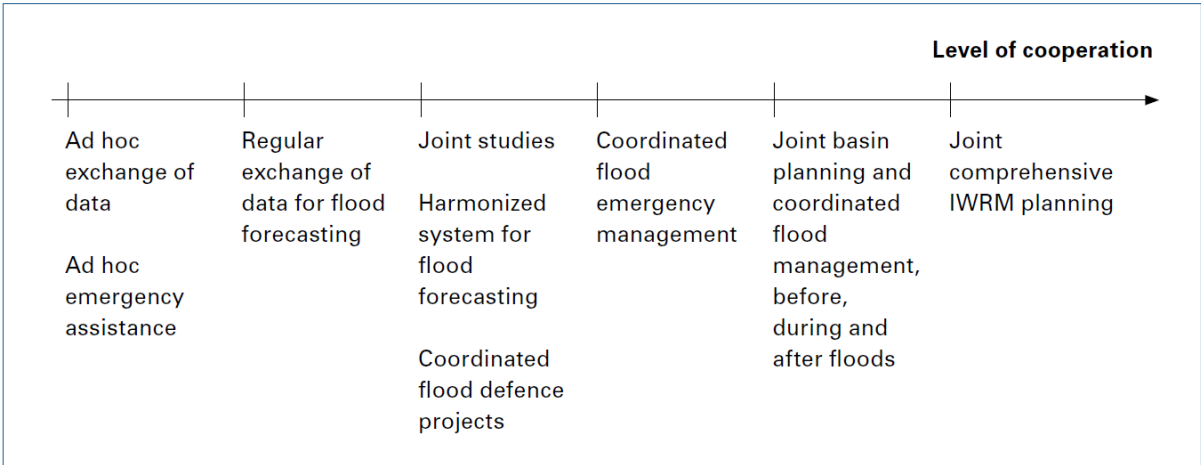 Level of cooperation
Ad hoc
exchange of
data
Ad hoc
emergency
assistance
Regular
exchange of
data for flood
forecasting
Joint studies
Harmonized
system for
flood
forecasting
Coordinated
flood defence
projects
Coordinated
flood
emergency
management
Joint basin
planning and
coordinated
flood
management,
before,
during and
after floods
Joint
comprehensive
IWRM planning